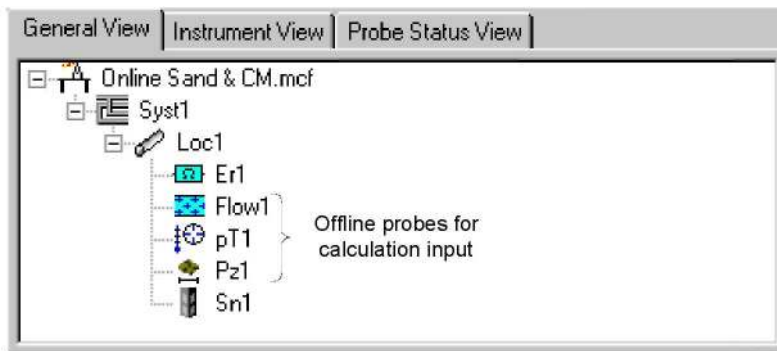 General View Instrument View Probe Status View
Online Sand & CM.mcf
Syst1
Loc1
Er1
Flow1
pT1
Pz1
Sn1
Offline probes for
calculation input